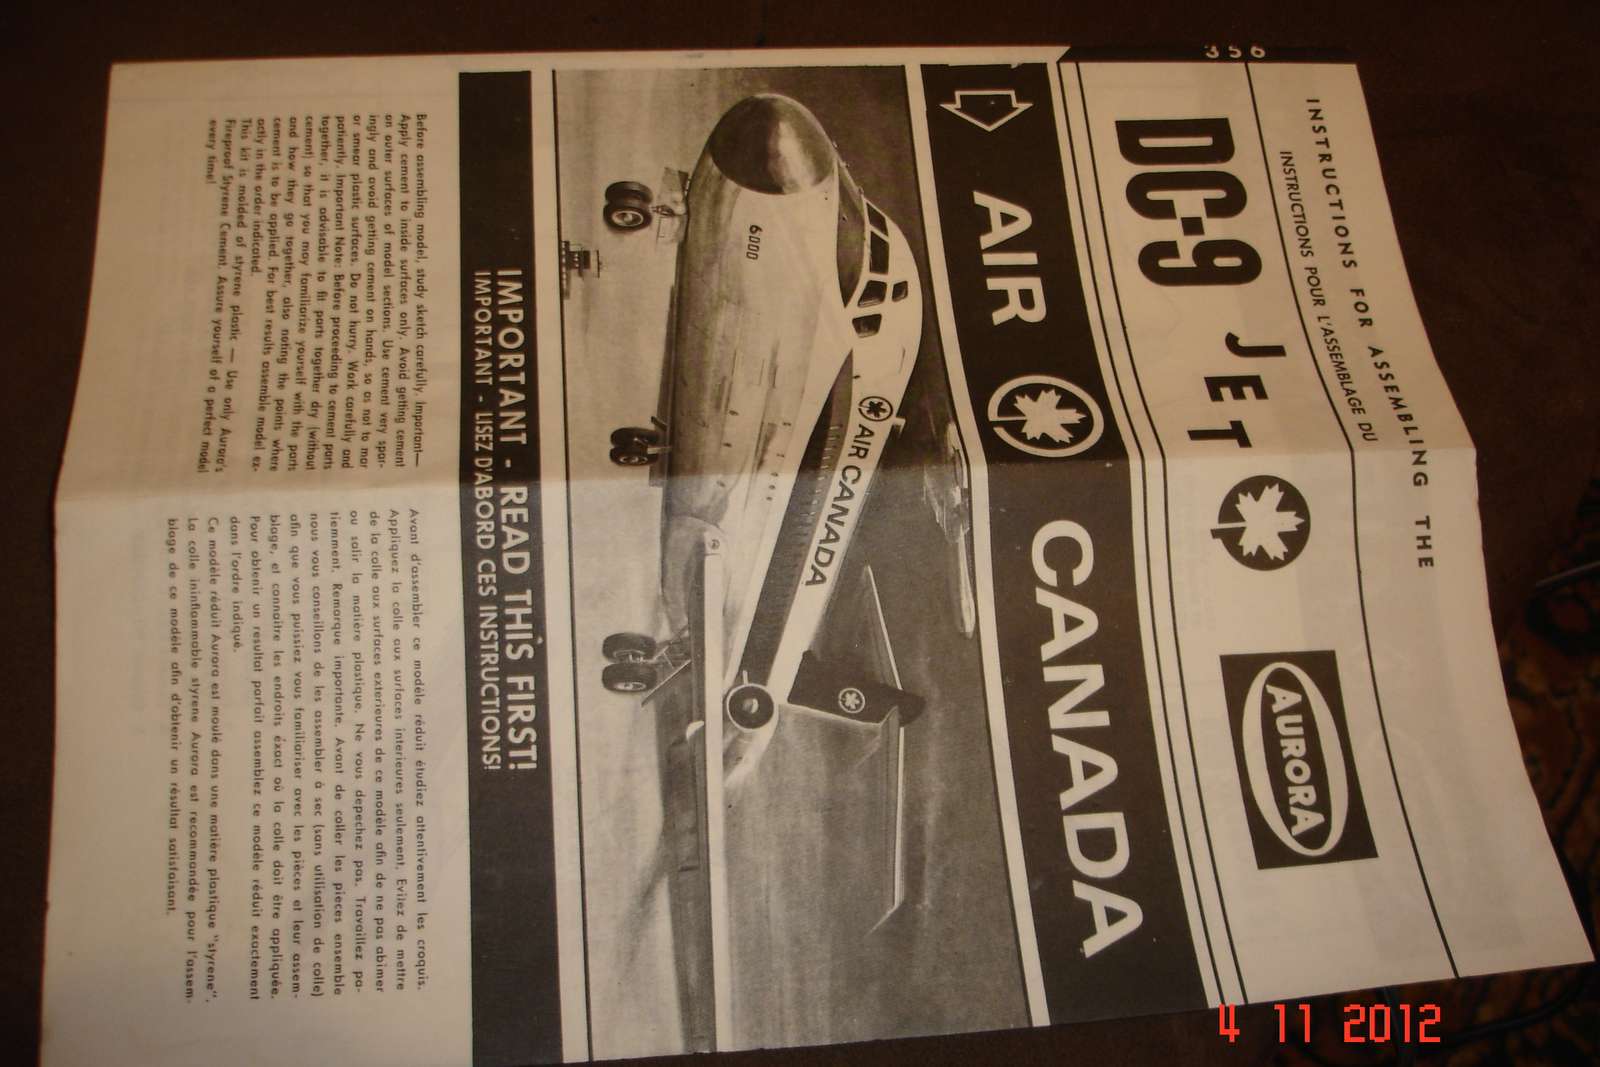 356
INSTRUCTIONS FOR ASSEMBLING THE
INSTRUCTIONS POUR L'ASSEMBLAGE DU
DC-9 JET
AURORA
AIR CANADA
6000
AIR CANADA
IMPORTANT - READ THIS FIRST!
IMPORTANT - LISEZ D'ABORD CES INSTRUCTIONS!
Before assembling model, study sketch carefully. Important—
Apply cement to inside surfaces only. Avoid getting cement
on outer surfaces of model sections. Use cement very spar-
ingly and avoid getting cement on hands, so as not to mar
or smear plastic surfaces. Do not hurry. Work carefully and
patiently. Important Note: Before proceeding to cement parts
together, it is advisable to fit parts together dry (without
cement) so that you may familiarize yourself with the parts
and how they go together, also noting the points where
cement is to be applied. For best results assemble model ex-
actly in the order indicated.
This kit is molded of styrene plastic — Use only Aurora's
Fireproof Styrene Cement. Assure yourself of a perfect model
every time!
Avant d'assembler ce modèle réduit étudiez attentivement les croquis.
Appliquez la colle aux surfaces interieures seulement. Evitez de mettre
de la colle aux surfaces exterieures de ce modèle afin de ne pas abimer
ou salir la matière plastique. Ne vous depechez pas. Travaillez pa-
tiemment. Remarque importante. Avant de coller les pièces ensemble
nous vous conseillons de les assembler à sec (sans utilisation de colle)
afin que vous puissiez vous familiariser avec les pièces et leur assem-
blage, et connaitre les endroits éxact où la colle doit être appliquée.
Pour obtenir un resultat parfait assemblez ce modèle réduit exactement
dans l'ordre indiqué.
Ce modèle réduit Aurora est moulé dans une matière plastique "styrene".
La colle ininflammable styrene Aurora est recommandée pour l'assem-
blage de ce modèle afin d'obtenir un résultat satisfaisant.
4 11 2012